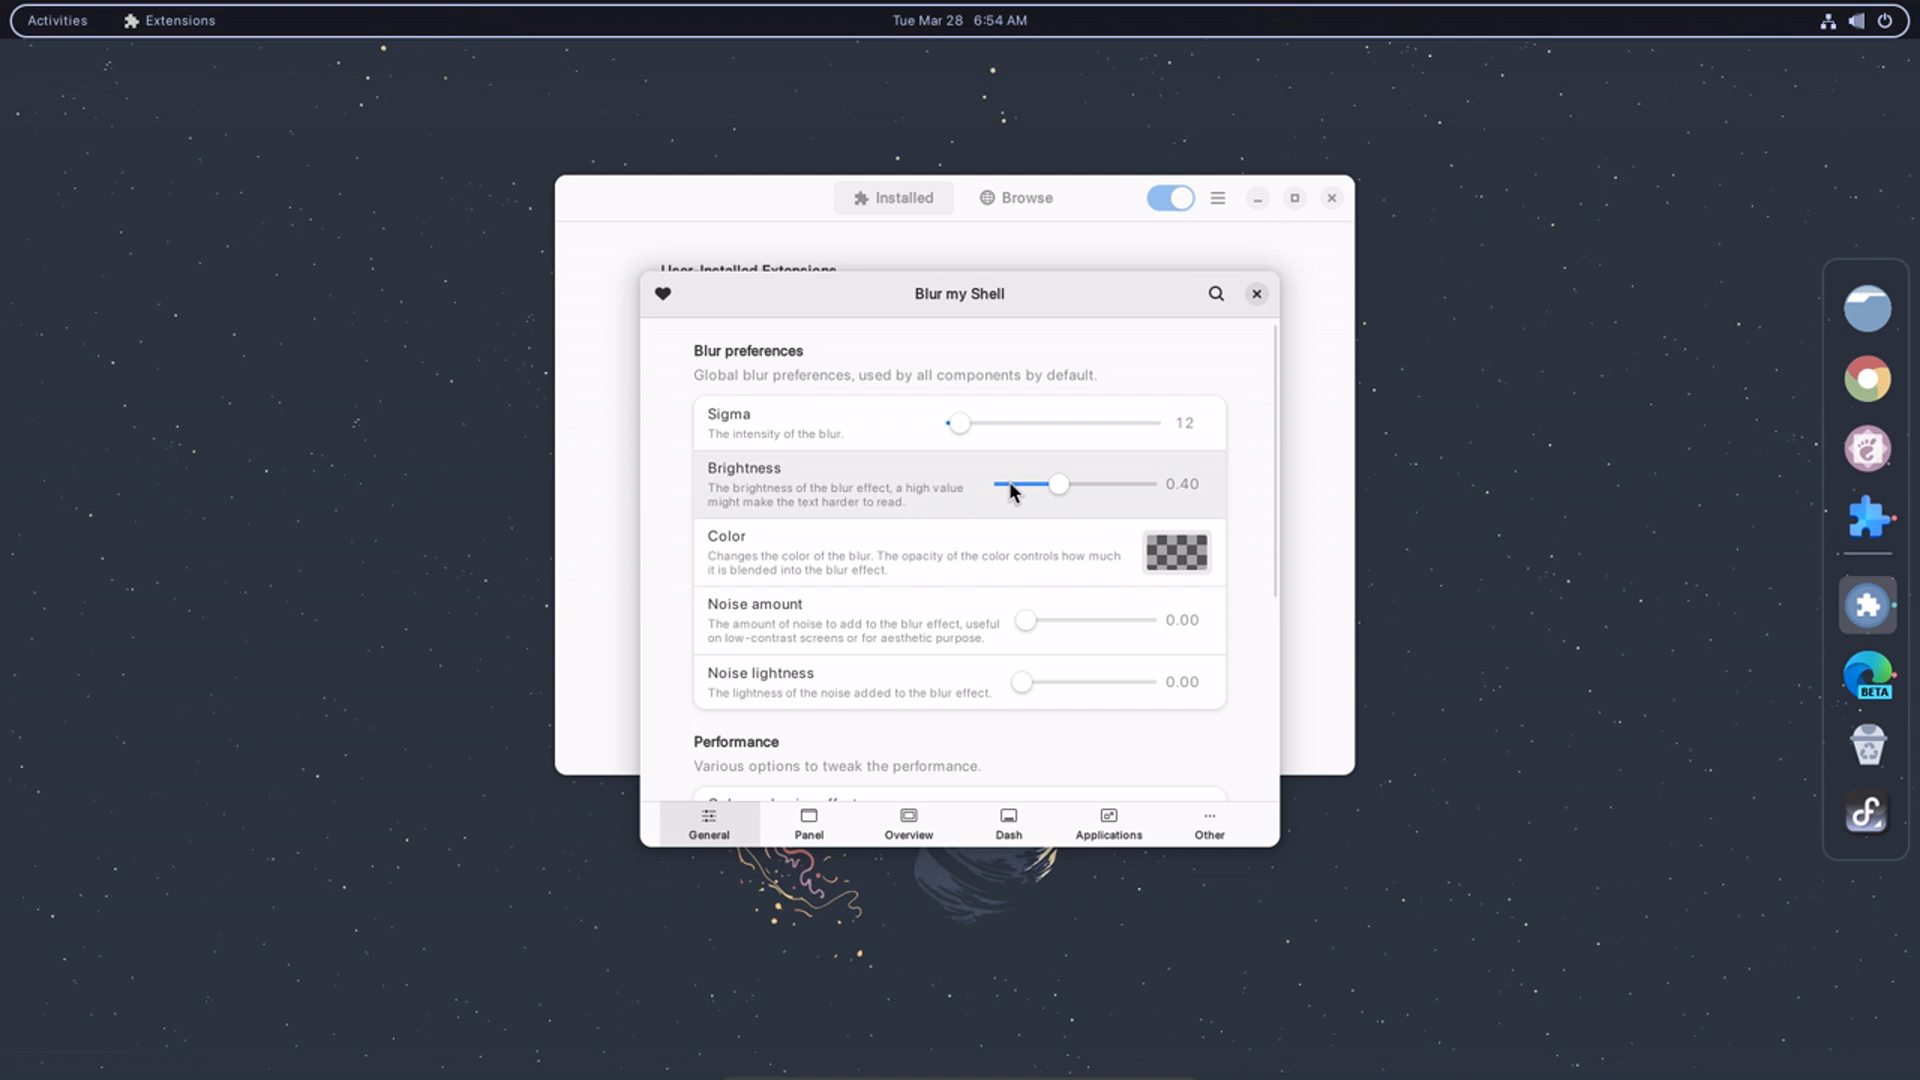 Activities
Extensions
Tue Mar 28 6:54 AM
Installed
Browse
User-Installed Extensions
Blur my Shell
Blur preferences
Global blur preferences, used by all components by default.
Sigma
The intensity of the blur.
12
Brightness
The brightness of the blur effect, a high value
might make the text harder to read.
0.40
Color
Changes the color of the blur. The opacity of the color controls how much
it is blended into the blur effect.
Noise amount
The amount of noise to add to the blur effect, useful
on low-contrast screens or for aesthetic purpose.
0.00
Noise lightness
The lightness of the noise added to the blur effect.
0.00
Performance
Various options to tweak the performance.
General
Panel
Overview
Dash
Applications
Other
BETA